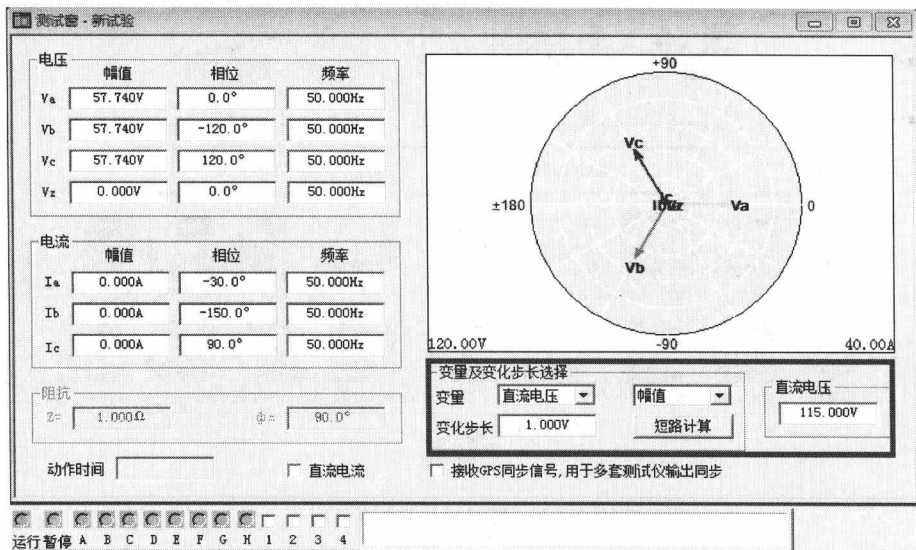 测试窗 - 新试验
电压
幅值 相位 频率
Va 57.740V 0.0° 50.000Hz
Vb 57.740V -120.0° 50.000Hz
Vc 57.740V 120.0° 50.000Hz
Vz 0.000V 0.0° 50.000Hz
电流
幅值 相位 频率
Ia 0.000A -30.0° 50.000Hz
Ib 0.000A -150.0° 50.000Hz
Ic 0.000A 90.0° 50.000Hz
阻抗
Z= 1.000Ω Φ= 90.0°
动作时间 直流电流
+90
Vc
±180 Va 0
Ic
Vb
120.00V -90 40.00A
变量及变化步长选择
变量 直流电压 幅值
变化步长 1.000V 短路计算
直流电压
115.000V
接收GPS同步信号,用于多套测试仪输出同步
运行 暂停 A B C D E F G H 1 2 3 4